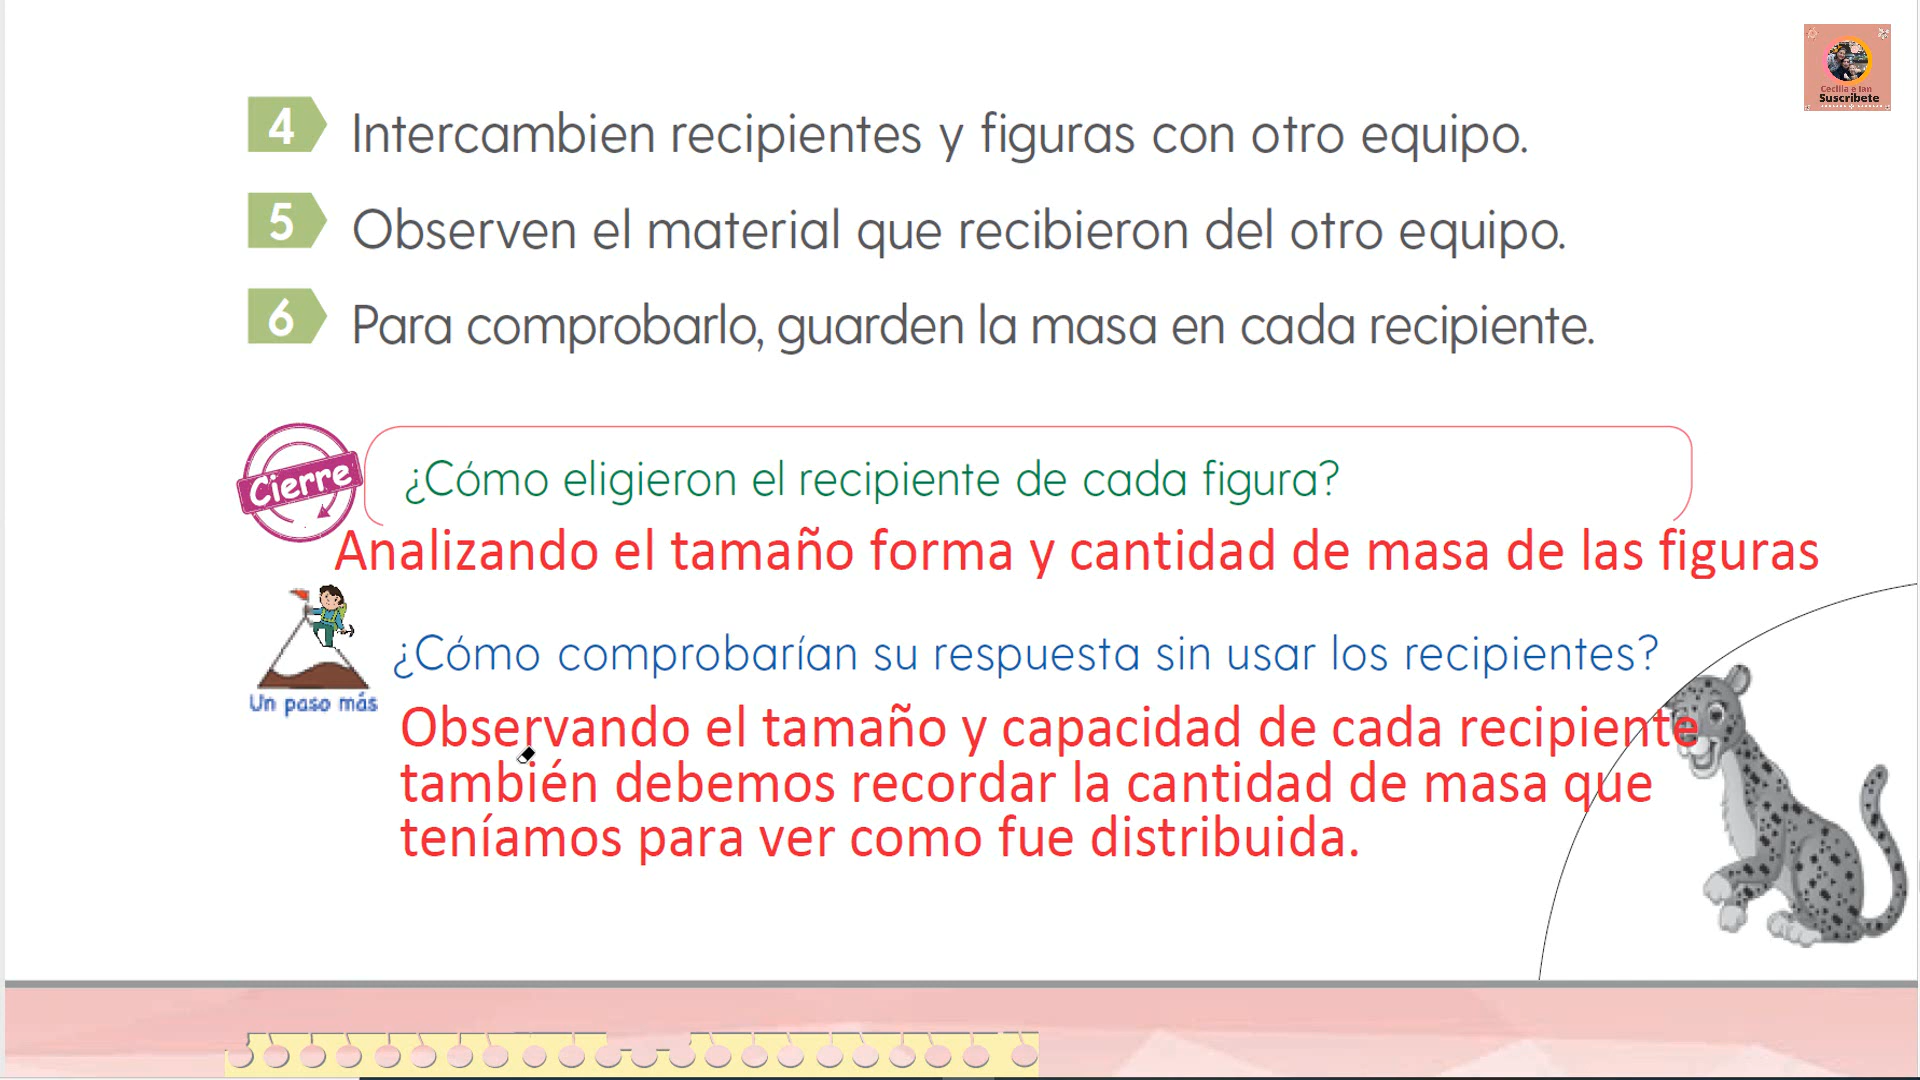 Cecilia e Ian
Suscribete
4 Intercambien recipientes y figuras con otro equipo.
5 Observen el material que recibieron del otro equipo.
6 Para comprobarlo, guarden la masa en cada recipiente.
Cierre
¿Cómo eligieron el recipiente de cada figura?
Analizando el tamaño forma y cantidad de masa de las figuras
¿Cómo comprobarían su respuesta sin usar los recipientes?
Un paso más
Observando el tamaño y capacidad de cada recipiente
también debemos recordar la cantidad de masa que
teníamos para ver como fue distribuida.